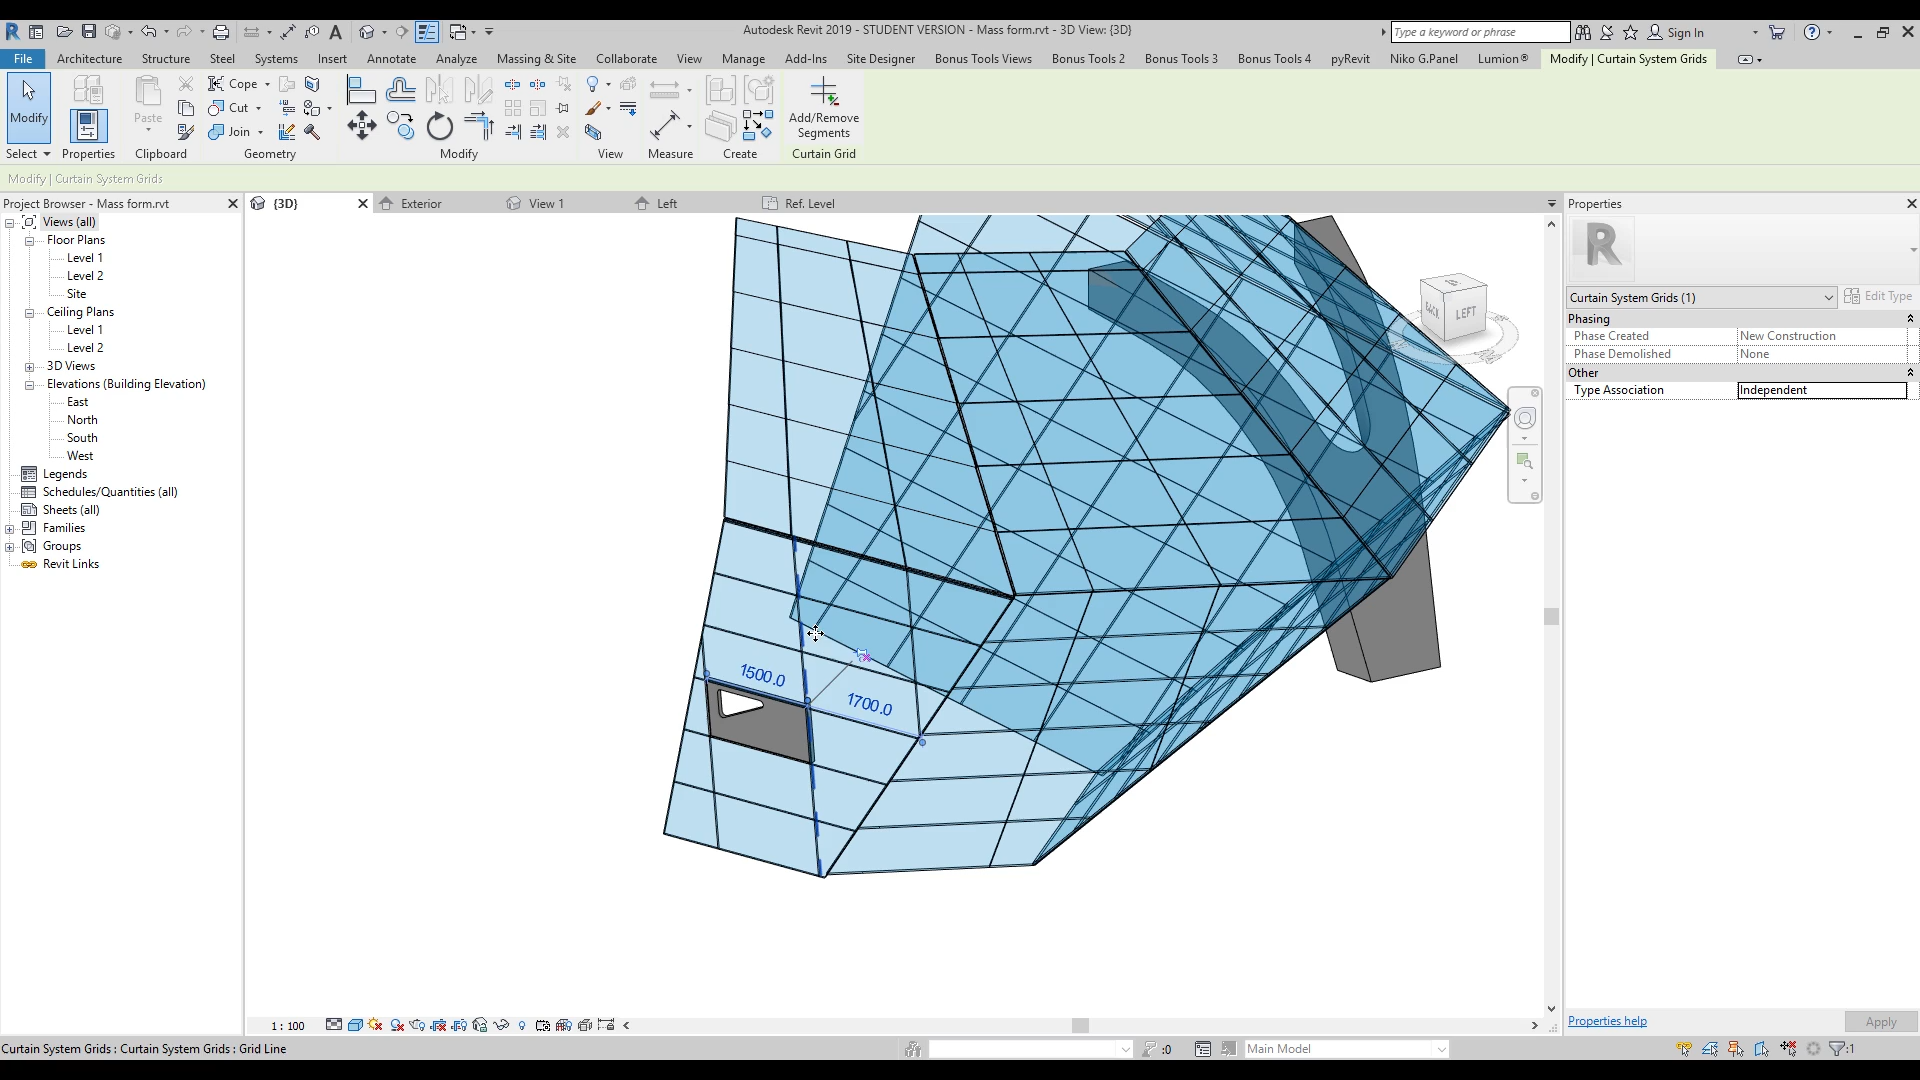 Autodesk Revit 2019 - STUDENT VERSION - Mass form.rvt - 3D View: {3D}
Type a keyword or phrase
Sign In
File
Architecture
Structure
Steel
Systems
Insert
Annotate
Analyze
Massing & Site
Collaborate
View
Manage
Add-Ins
Site Designer
Bonus Tools Views
Bonus Tools 2
Bonus Tools 3
Bonus Tools 4
pyRevit
Niko G.Panel
Lumion®
Modify | Curtain System Grids
Modify
Paste
Cope
Cut
Join
Add/Remove
Segments
Select
Properties
Clipboard
Geometry
Modify
View
Measure
Create
Curtain Grid
Modify | Curtain System Grids
Project Browser - Mass form.rvt
{3D}
Exterior
View 1
Left
Ref. Level
Properties
Views (all)
Floor Plans
Level 1
Level 2
Site
Ceiling Plans
Level 1
Level 2
3D Views
Elevations (Building Elevation)
East
North
South
West
Legends
Schedules/Quantities (all)
Sheets (all)
Families
Groups
Revit Links
BACK
LEFT
1500.0
1700.0
R
Curtain System Grids (1)
Edit Type
Phasing
Phase Created
New Construction
Phase Demolished
None
Other
Type Association
Independent
Properties help
Apply
1 : 100
Curtain System Grids : Curtain System Grids : Grid Line
:0
Main Model
:1